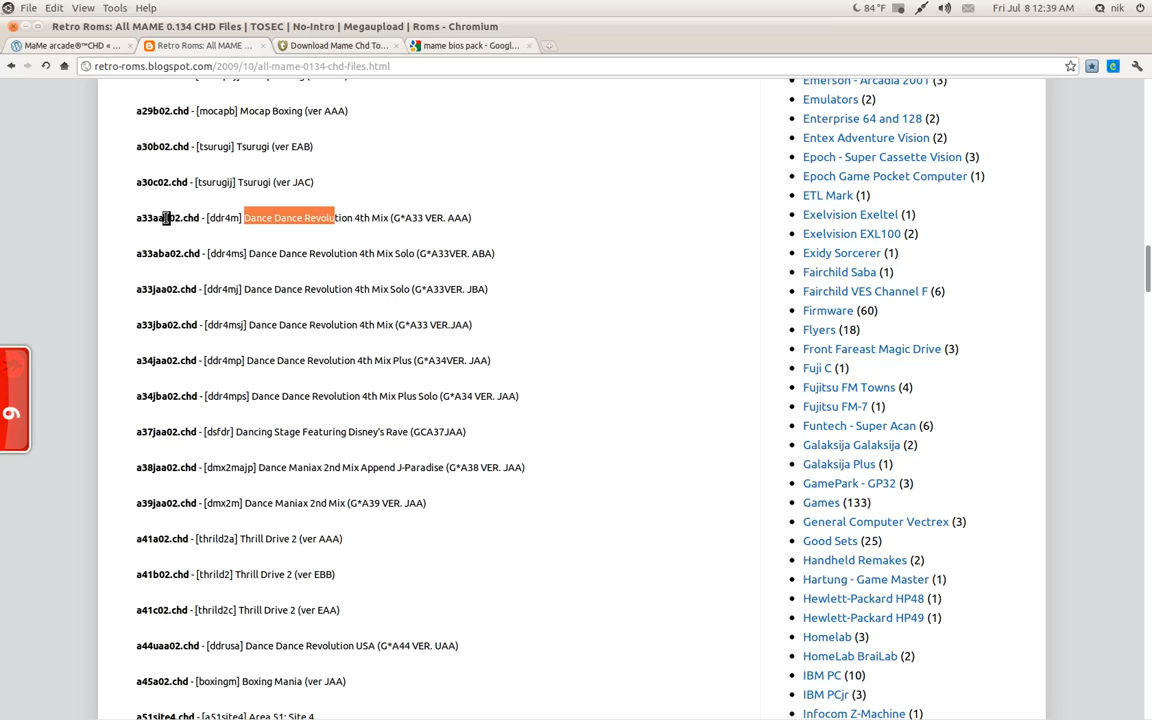 File Edit View Tools Help
84 °F
Fri Jul 8 12:39 AM
nik
Retro Roms: All MAME 0.134 CHD Files | TOSEC | No-Intro | Megaupload | Roms - Chromium
MaMe arcade®™CHD « ...
Retro Roms: All MAME ...
Download Mame Chd To...
mame bios pack - Googl...
retro-roms.blogspot.com/2009/10/all-mame-0134-chd-files.html
a29b02.chd - [mocapb] Mocap Boxing (ver AAA)
a30b02.chd - [tsurugi] Tsurugi (ver EAB)
a30c02.chd - [tsurugij] Tsurugi (ver JAC)
a33aaa02.chd - [ddr4m] Dance Dance Revolution 4th Mix (G*A33 VER. AAA)
a33aba02.chd - [ddr4ms] Dance Dance Revolution 4th Mix Solo (G*A33VER. ABA)
a33jaa02.chd - [ddr4mj] Dance Dance Revolution 4th Mix Solo (G*A33VER. JBA)
a33jba02.chd - [ddr4msj] Dance Dance Revolution 4th Mix (G*A33 VER.JAA)
a34jaa02.chd - [ddr4mp] Dance Dance Revolution 4th Mix Plus (G*A34VER. JAA)
a34jba02.chd - [ddr4mps] Dance Dance Revolution 4th Mix Plus Solo (G*A34 VER. JAA)
a37jaa02.chd - [dsfdr] Dancing Stage Featuring Disney's Rave (GCA37JAA)
a38jaa02.chd - [dmx2majp] Dance Maniax 2nd Mix Append J-Paradise (G*A38 VER. JAA)
a39jaa02.chd - [dmx2m] Dance Maniax 2nd Mix (G*A39 VER. JAA)
a41a02.chd - [thrild2a] Thrill Drive 2 (ver AAA)
a41b02.chd - [thrild2] Thrill Drive 2 (ver EBB)
a41c02.chd - [thrild2c] Thrill Drive 2 (ver EAA)
a44uaa02.chd - [ddrusa] Dance Dance Revolution USA (G*A44 VER. UAA)
a45a02.chd - [boxingm] Boxing Mania (ver JAA)
a51site4.chd - [a51site4] Area 51: Site 4
Emerson - Arcadia 2001 (3)
Emulators (2)
Enterprise 64 and 128 (2)
Entex Adventure Vision (2)
Epoch - Super Cassette Vision (3)
Epoch Game Pocket Computer (1)
ETL Mark (1)
Exelvision Exeltel (1)
Exelvision EXL100 (2)
Exidy Sorcerer (1)
Fairchild Saba (1)
Fairchild VES Channel F (6)
Firmware (60)
Flyers (18)
Front Fareast Magic Drive (3)
Fuji C (1)
Fujitsu FM Towns (4)
Fujitsu FM-7 (1)
Funtech - Super Acan (6)
Galaksija Galaksija (2)
Galaksija Plus (1)
GamePark - GP32 (3)
Games (133)
General Computer Vectrex (3)
Good Sets (25)
Handheld Remakes (2)
Hartung - Game Master (1)
Hewlett-Packard HP48 (1)
Hewlett-Packard HP49 (1)
Homelab (3)
HomeLab BraiLab (2)
IBM PC (10)
IBM PCjr (3)
Infocom Z-Machine (1)
9